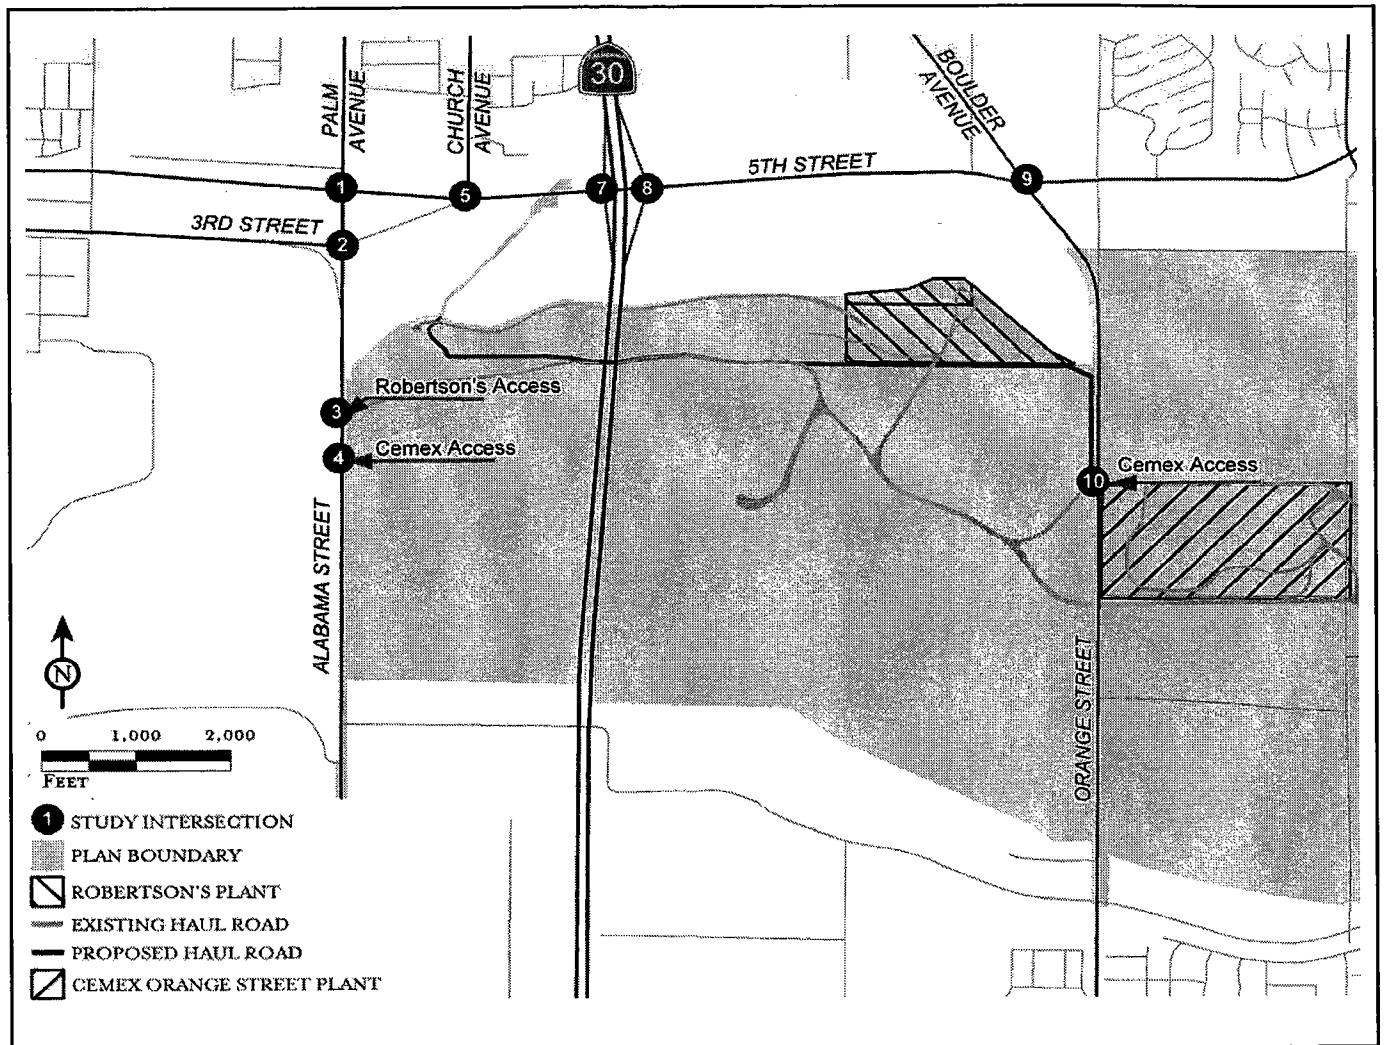 30
PALM
AVENUE
CHURCH
AVENUE
BOULDER
AVENUE
5TH STREET
1
5
7
8
9
3RD STREET
2
Robertson's Access
3
Cemex Access
4
Cemex Access
10
ALABAMA STREET
ORANGE STREET
N
0 1,000 2,000
FEET
1 STUDY INTERSECTION
PLAN BOUNDARY
ROBERTSON'S PLANT
EXISTING HAUL ROAD
PROPOSED HAUL ROAD
CEMEX ORANGE STREET PLANT